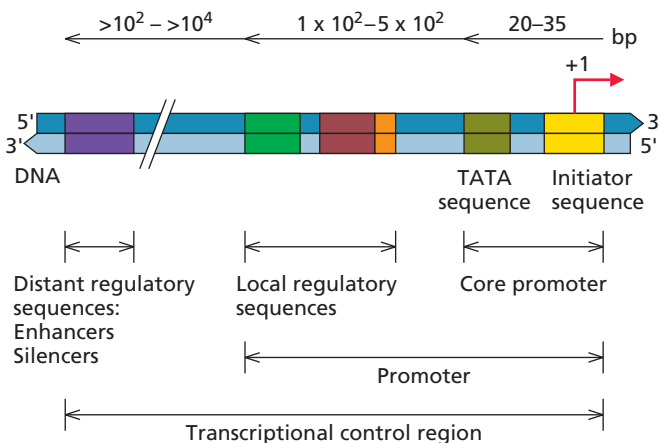 >10² – >10⁴ 1 x 10²–5 x 10² 20–35 bp
+1
5' 3
3' 5'
DNA TATA sequence Initiator sequence
Distant regulatory sequences: Enhancers Silencers
Local regulatory sequences
Core promoter
Promoter
Transcriptional control region